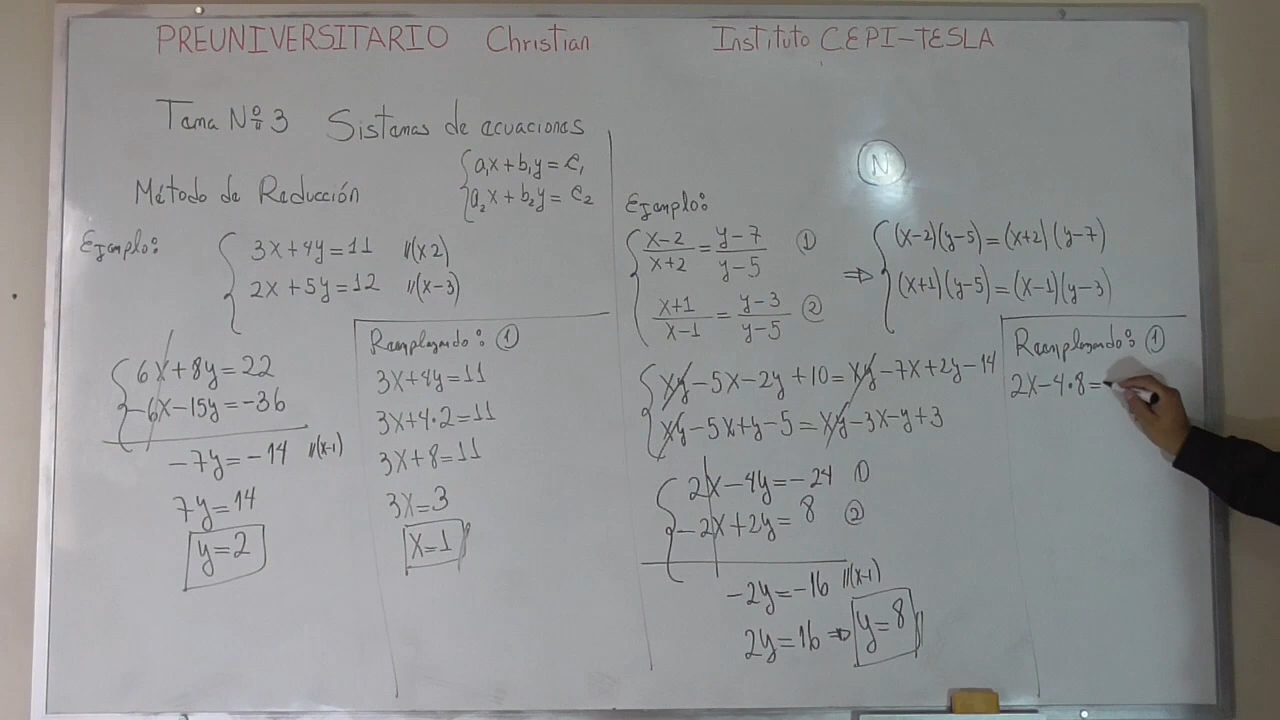 PREUNIVERSITARIO Christian Instituto CEPI-TESLA
Tema Nº 3 Sistemas de ecuaciones
Método de Reducción
a₁x + b₁y = c₁
a₂x + b₂y = c₂
Ejemplo:
3x + 4y = 11 //(x2)
2x + 5y = 12 //(x-3)
6x + 8y = 22
-6x - 15y = -36
-7y = -14 //(x-1)
7y = 14
y = 2
Reemplazando: ①
3x + 4y = 11
3x + 4·2 = 11
3x + 8 = 11
3x = 3
x = 1
N
Ejemplo:
(x-2)/(x+2) = (y-7)/(y-5) ①
(x+1)/(x-1) = (y-3)/(y-5) ②
⇒ (x-2)(y-5) = (x+2)(y-7)
(x+1)(y-5) = (x-1)(y-3)
xy - 5x - 2y + 10 = xy - 7x + 2y - 14
xy - 5x + y - 5 = xy - 3x - y + 3
2x - 4y = -24 ①
-2x + 2y = 8 ②
-2y = -16 //(x-1)
2y = 16 ⇒ y = 8
Reemplazando: ①
2x - 4·8 =